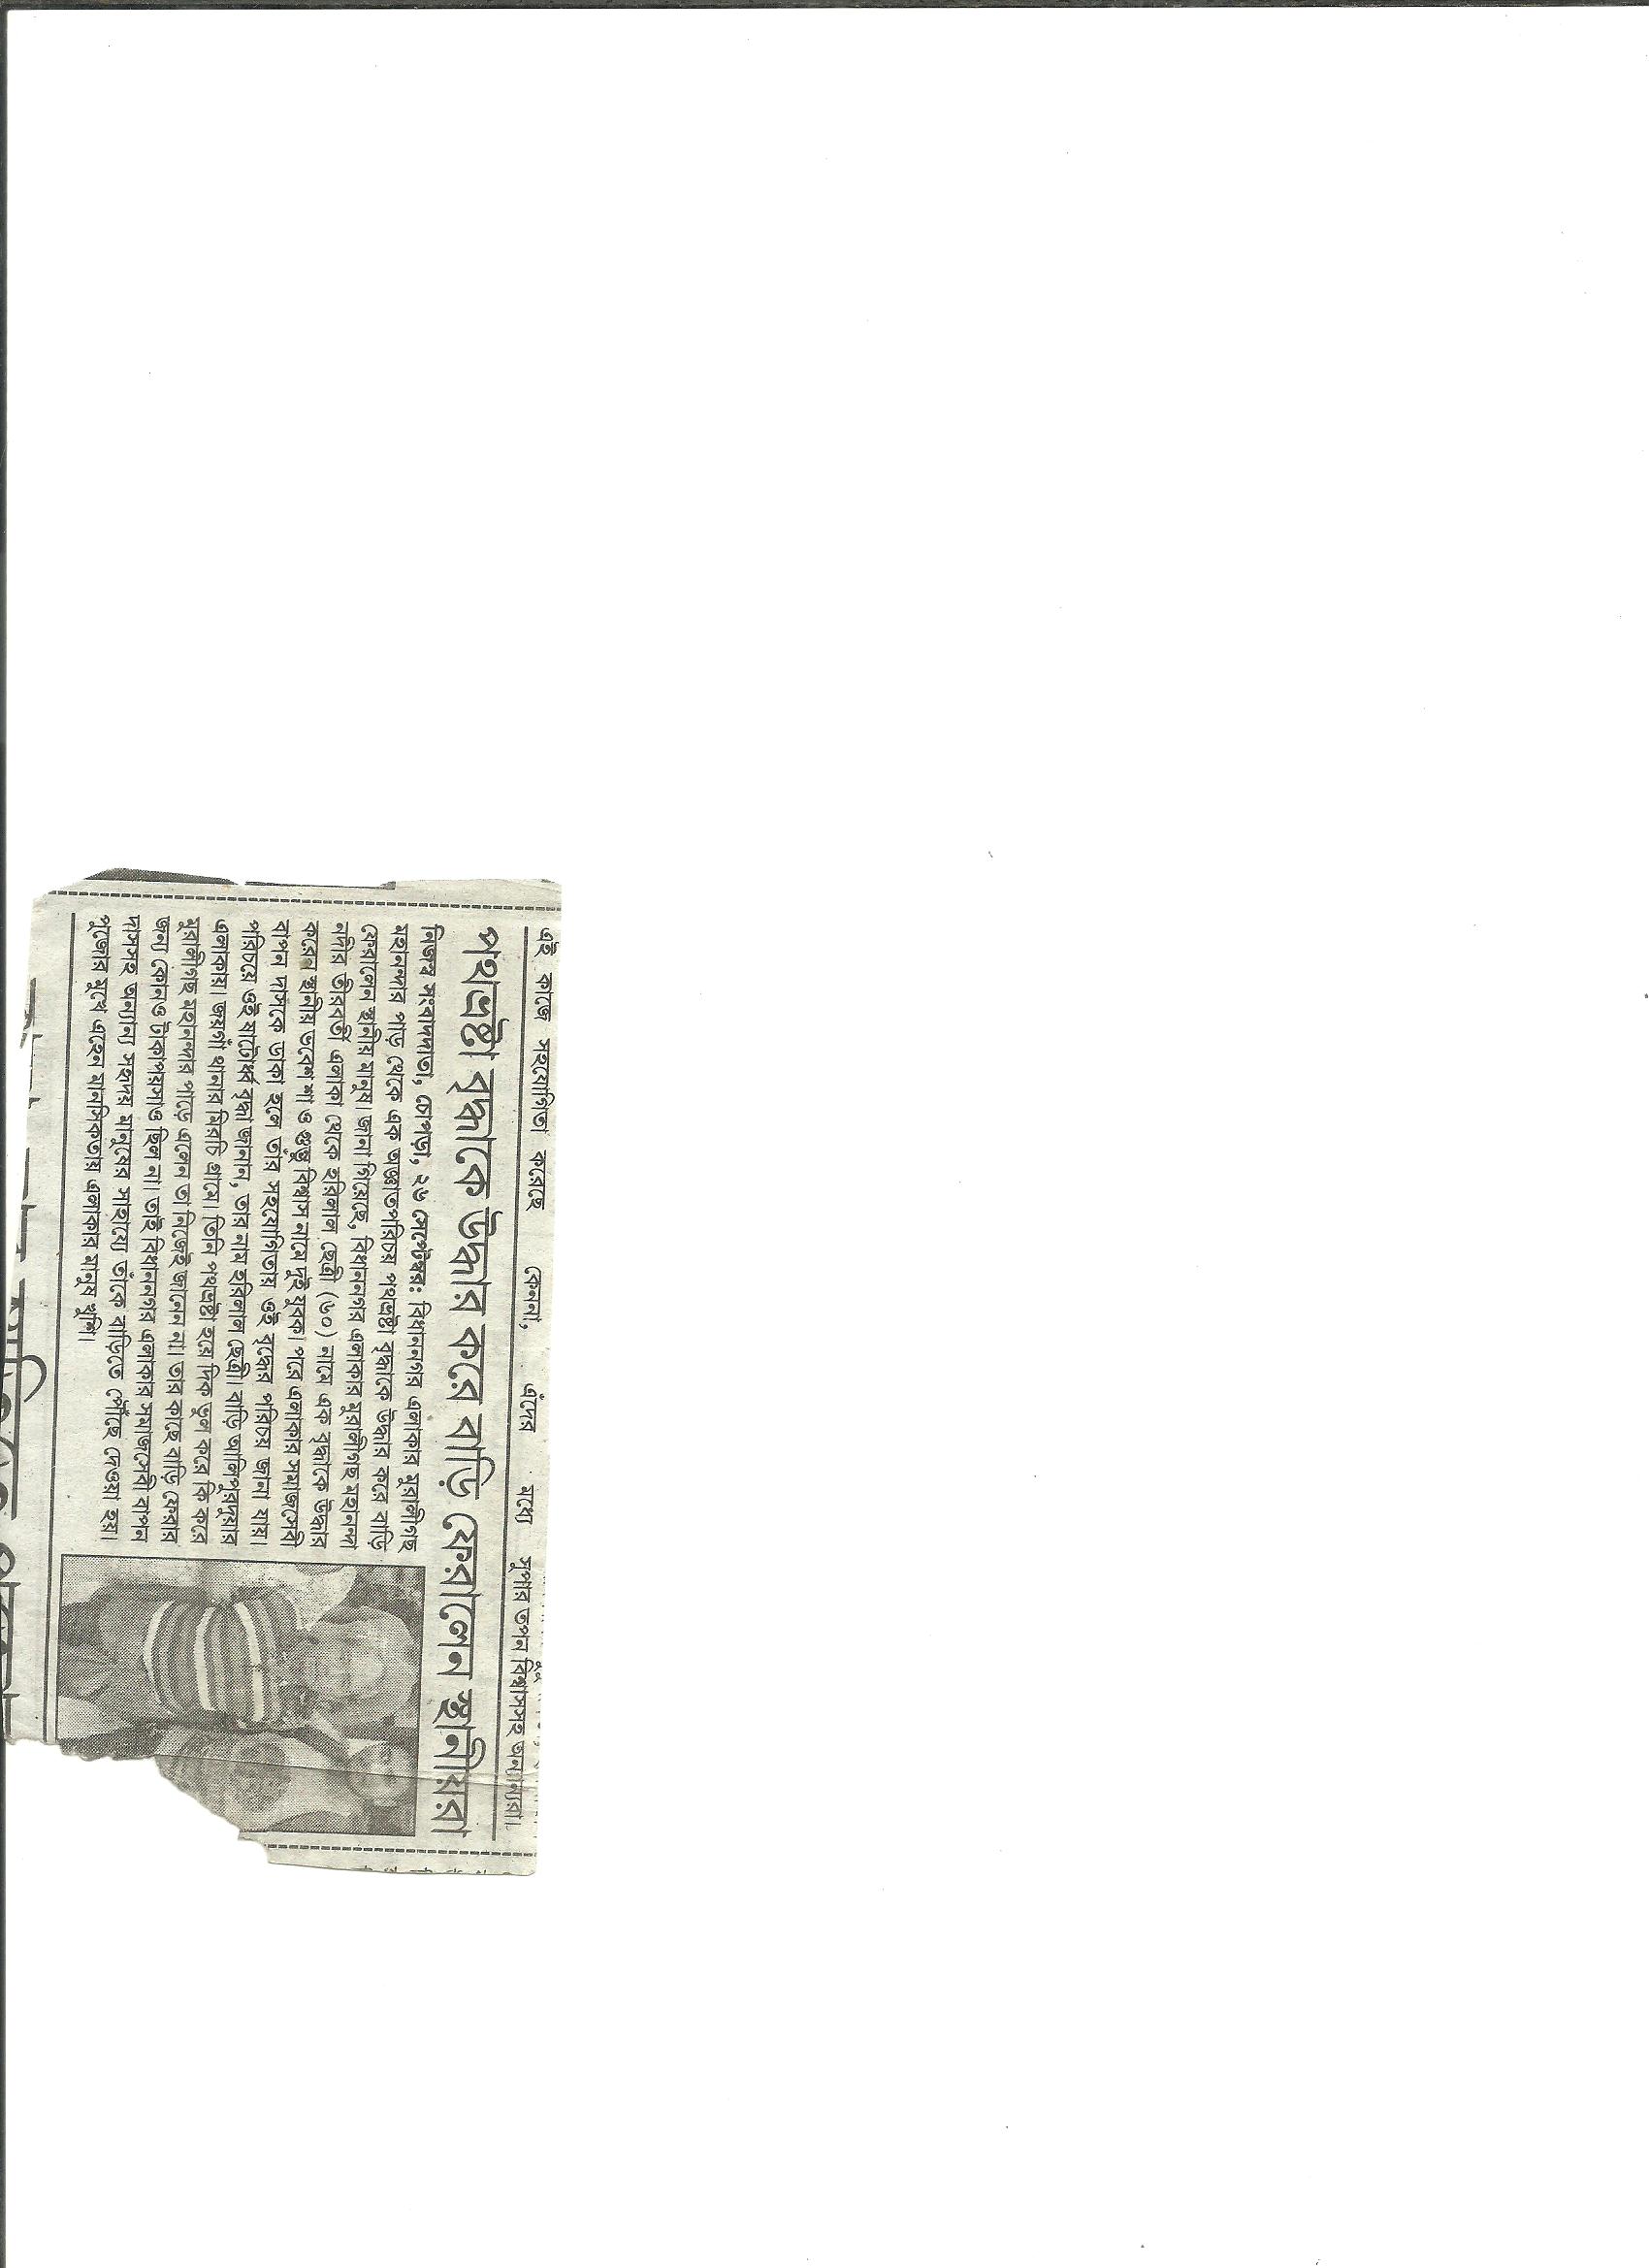 এই কাজে সহযোগিতা করেছে কেননা, এঁদের মধ্যে সুপার তপন বিশ্বাসসহ অন্যান্যরা।
পথভ্রষ্টা বৃদ্ধাকে উদ্ধার করে বাড়ি ফেরালেন স্থানীয়রা
নিজস্ব সংবাদদাতা, চোপড়া, ২৬ সেপ্টেম্বর: বিধাননগর এলাকার মুরালীগছ
মহানন্দার পাড় থেকে এক অজ্ঞাতপরিচয় পথভ্রষ্টা বৃদ্ধাকে উদ্ধার করে বাড়ি
ফেরালেন স্থানীয় মানুষ। জানা গিয়েছে, বিধাননগর এলাকার মুরালীগছ মহানন্দা
নদীর তীরবর্তী এলাকা থেকে হরিলাল ছেত্রী (৬০) নামে এক বৃদ্ধাকে উদ্ধার
করেন স্থানীয় ভবেশ শা ও শুভ বিশ্বাস নামে দুই যুবক। পরে এলাকার সমাজসেবী
বাপন দাসকে ডাকা হলে তাঁর সহযোগিতায় ওই বৃদ্ধের পরিচয় জানা যায়।
পরিচয়ে ওই ষাটোর্ধ্ব বৃদ্ধা জানান, তার নাম হরিলাল ছেত্রী। বাড়ি আলিপুরদুয়ার
এলাকায়। জয়গাঁ থানার মিরচি গ্রামে। তিনি পথভ্রষ্টা হয়ে দিক ভুল করে কি করে
মুরালীগছ মহানন্দার পাড়ে এলেন তা নিজেই জানেন না। তার কাছে বাড়ি ফেরার
জন্য কোনও টাকাপয়সাও ছিল না। তাই বিধাননগর এলাকার সমাজসেবী বাপন
দাসসহ অন্যান্য সহৃদয় মানুষের সাহায্যে তাঁকে বাড়িতে পৌঁছে দেওয়া হয়।
পুজোর মুখে এহেন মানসিকতায় এলাকার মানুষ খুশি।